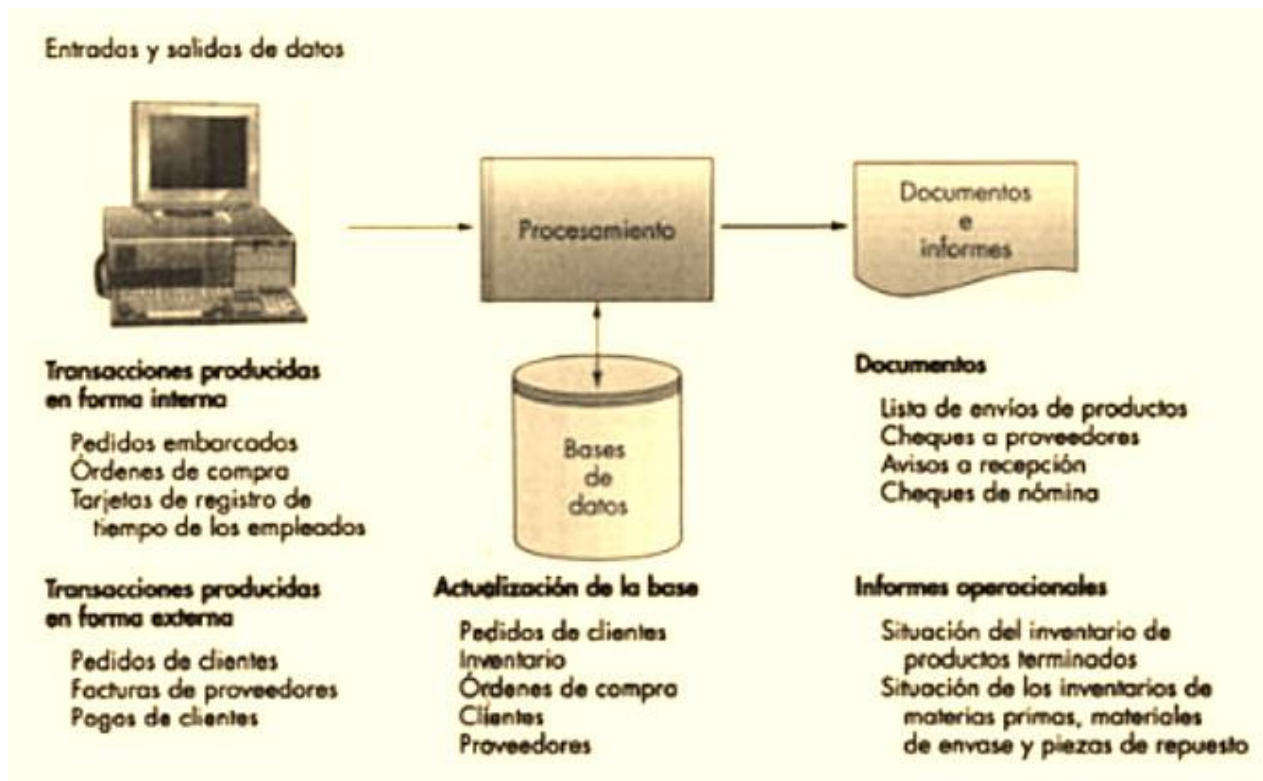 Entradas y salidas de datos
Procesamiento
Documentos
e
informes
Bases
de
datos
Transacciones producidas
en forma interna
Pedidos embarcados
Órdenes de compra
Tarjetas de registro de
tiempo de los empleados
Transacciones producidas
en forma externa
Pedidos de clientes
Facturas de proveedores
Pagos de clientes
Actualización de la base
Pedidos de clientes
Inventario
Órdenes de compra
Clientes
Proveedores
Documentos
Lista de envíos de productos
Cheques a proveedores
Avisos a recepción
Cheques de nómina
Informes operacionales
Situación del inventario de
productos terminados
Situación de los inventarios de
materias primas, materiales
de envase y piezas de repuesto